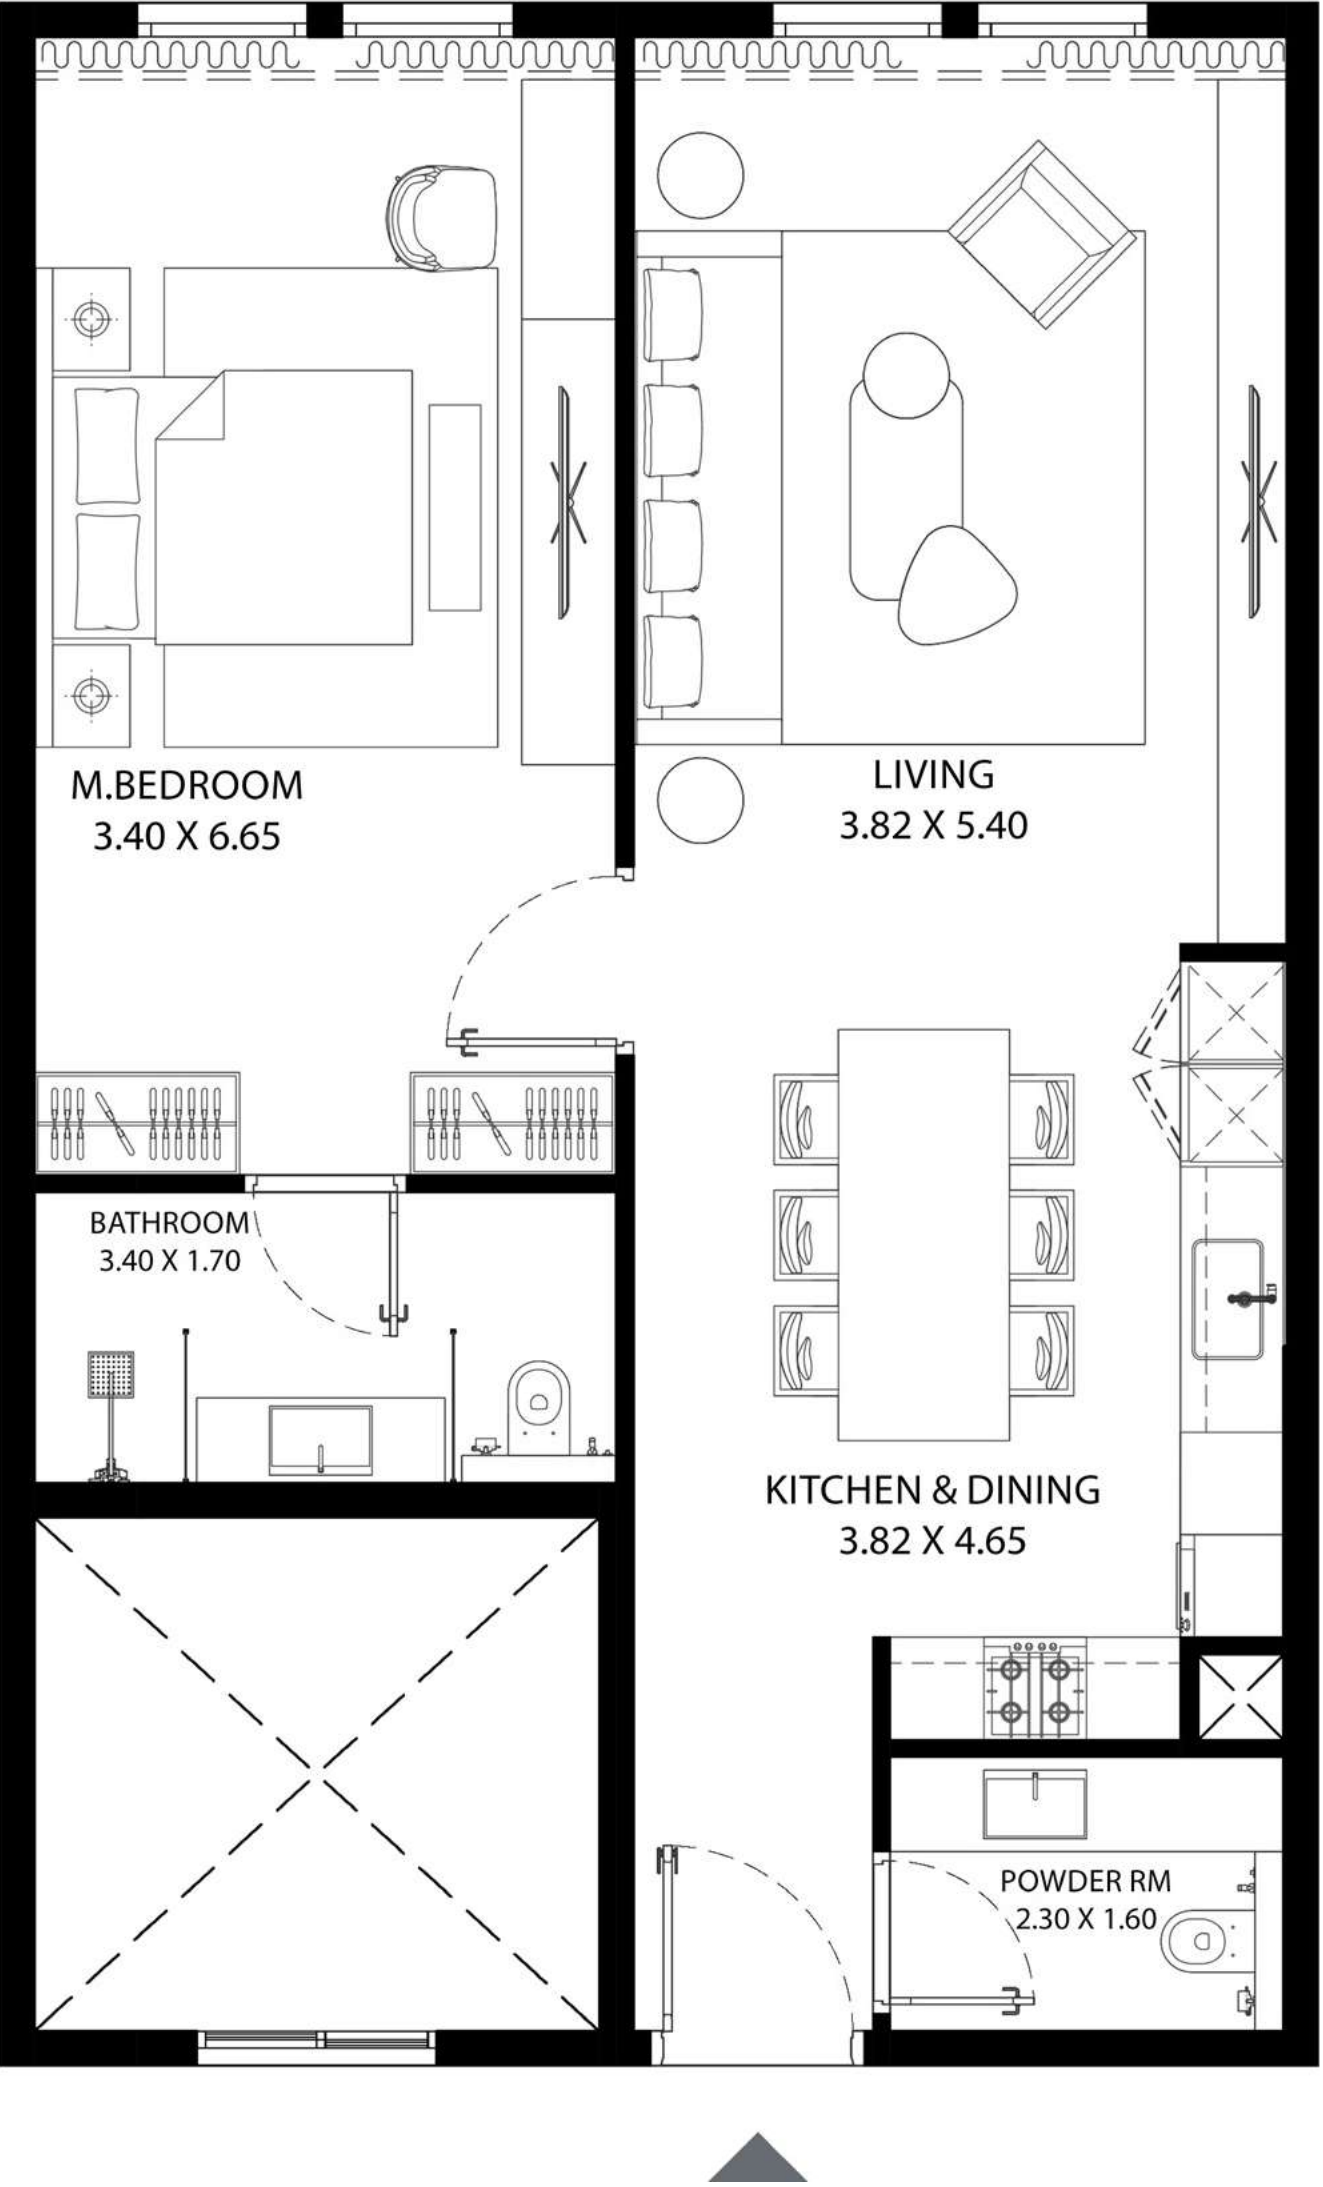 M.BEDROOM
3.40 X 6.65
LIVING
3.82 X 5.40
BATHROOM
3.40 X 1.70
KITCHEN & DINING
3.82 X 4.65
POWDER RM
2.30 X 1.60